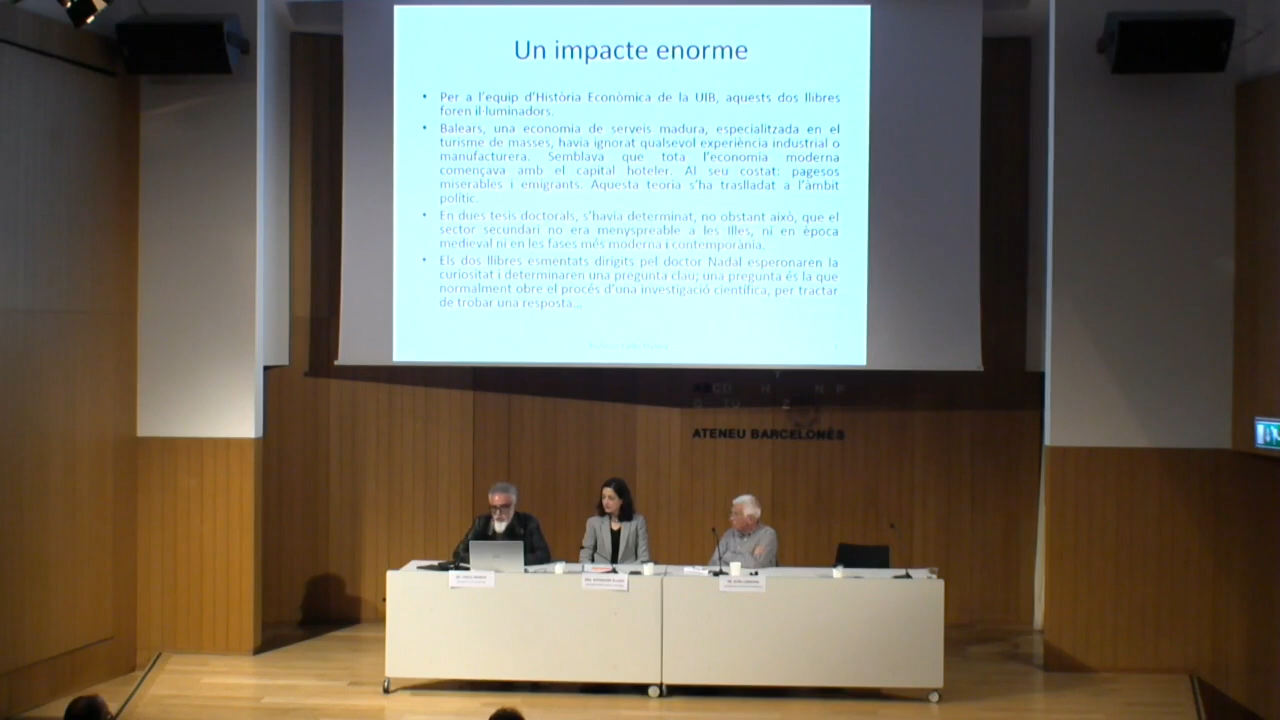 Un impacte enorme
• Per a l'equip d'Història Econòmica de la UIB, aquests dos llibres
foren il·luminadors.
• Balears, una economia de serveis madura, especialitzada en el
turisme de masses, havia ignorat qualsevol experiència industrial o
manufacturera. Semblava que tota l'economia moderna
començava amb el capital hoteler. Al seu costat: pagesos
miserables i emigrants. Aquesta teoria s'ha traslladat a l'àmbit
polític.
• En dues tesis doctorals, s'havia determinat, no obstant això, que el
sector secundari no era menyspreable a les Illes, ni en època
medieval ni en les fases més moderna i contemporània.
• Els dos llibres esmentats dirigits pel doctor Nadal esperonaren la
curiositat i determinaren una pregunta clau; una pregunta és la que
normalment obre el procés d'una investigació científica, per tractar
de trobar una resposta...
ATENEU BARCELONÈS